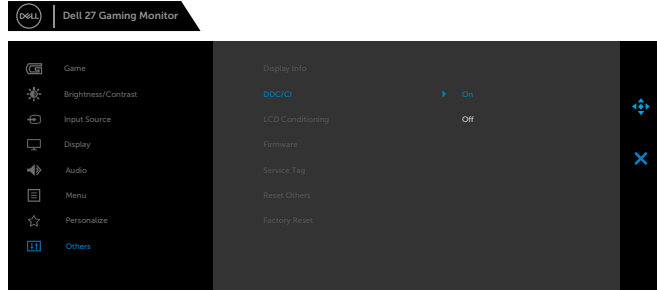 DELL
Dell 27 Gaming Monitor
Game
Brightness/Contrast
Input Source
Display
Audio
Menu
Personalize
Others
Display Info
DDC/CI
LCD Conditioning
Firmware
Service Tag
Reset Others
Factory Reset
On
Off